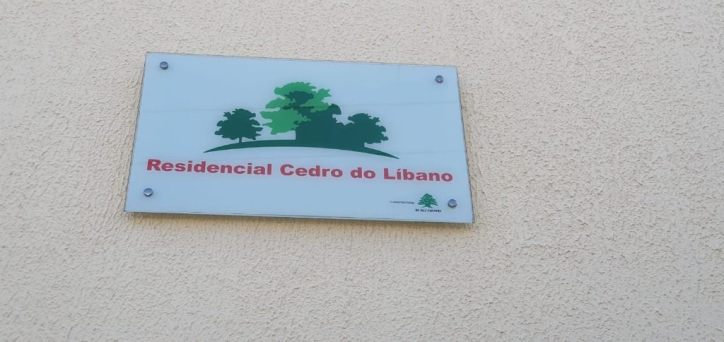 Residencial Cedro do Líbano